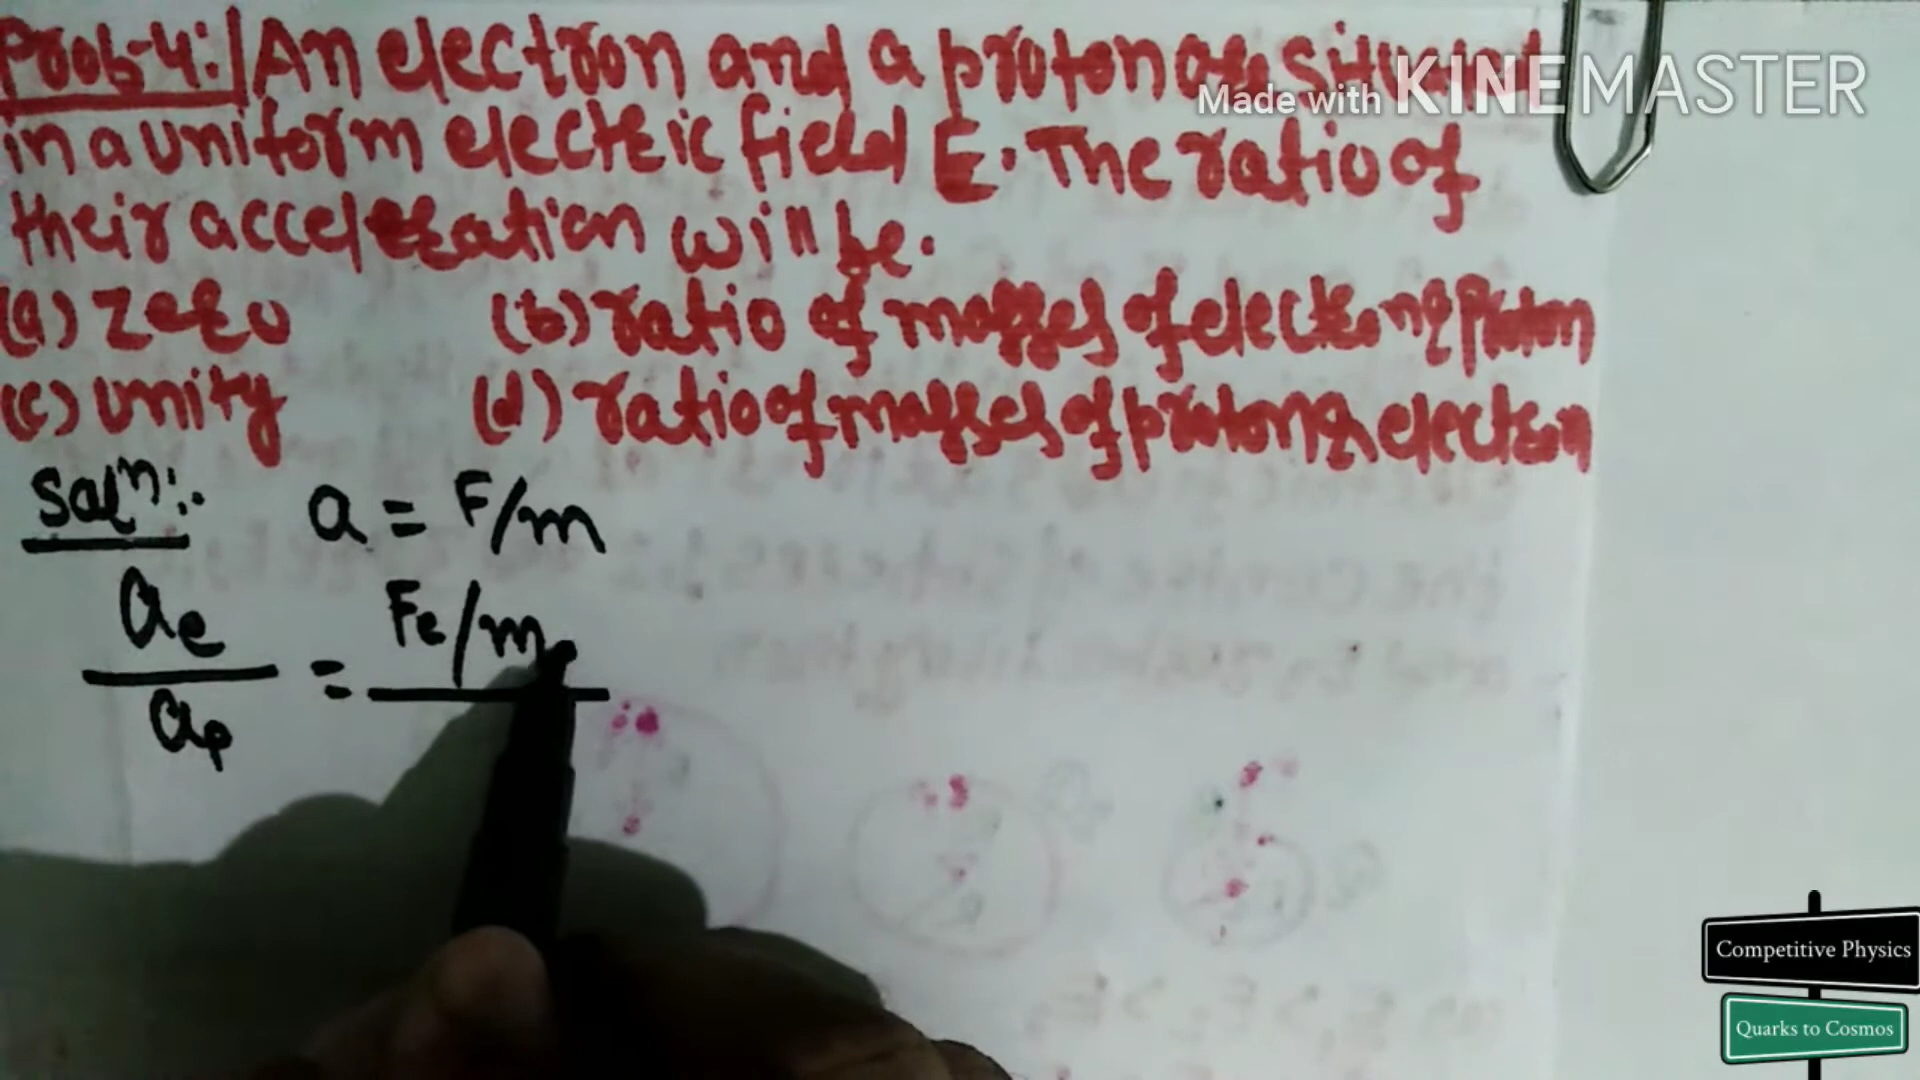 Prob-4:| An electron and a proton are situated
Made with KINEMASTER
in a uniform electric field E. The ratio of
their acceleration will be.
(a) zero (b) ratio of masses of electron & Proton
(c) unity (d) ratio of masses of proton & electron
Solⁿ:. a = F/m
ae/ap = Fe/m
Competitive Physics
Quarks to Cosmos